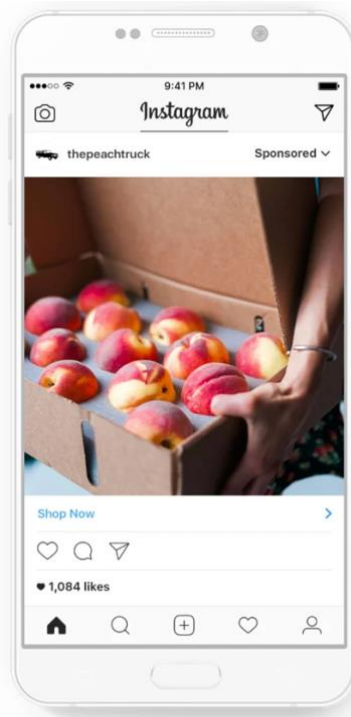 9:41 PM
Instagram
thepeachtruck
Sponsored
Shop Now
1,084 likes